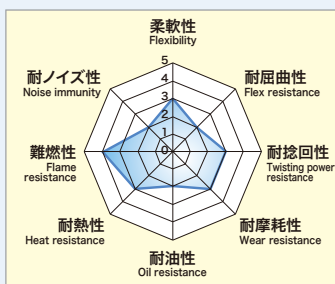 柔軟性
Flexibility
耐ノイズ性
Noise immunity
耐屈曲性
Flex resistance
5
4
3
2
1
0
難燃性
Flame
resistance
耐捻回性
Twisting power
resistance
耐熱性
Heat resistance
耐摩耗性
Wear resistance
耐油性
Oil resistance